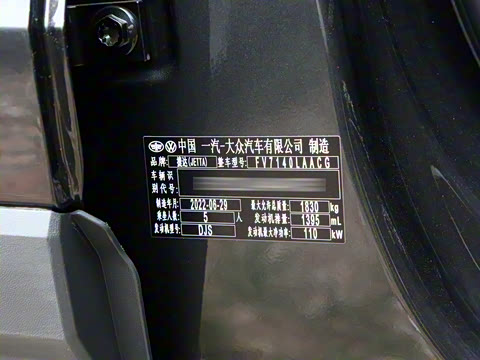 中国 一汽-大众汽车有限公司 制造
品牌: 捷达(JETTA) 整车型号: FV7140LAACG
车辆识
别代号:
制造年月: 2022-06-29 最大允许总质量: 1830 kg
乘坐人数: 5 人 发动机排量: 1395 mL
发动机型号: DJS 发动机最大净功率: 110 kW